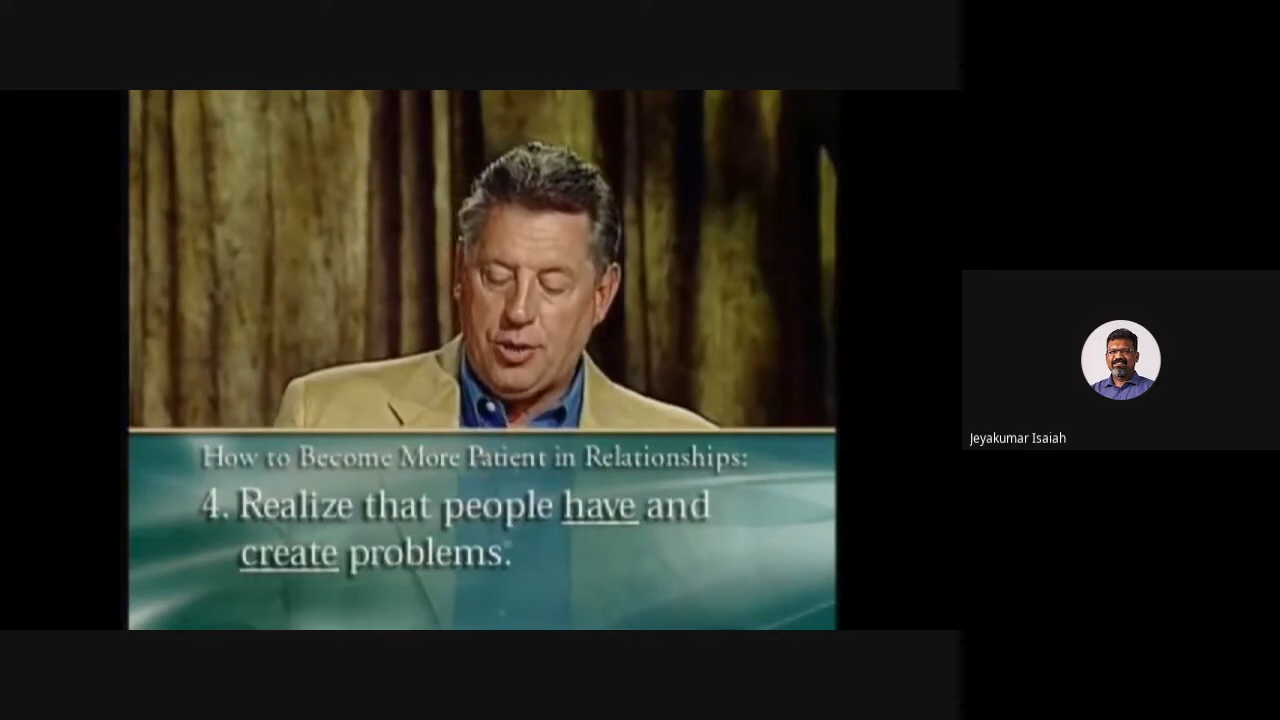 How to Become More Patient in Relationships:
4. Realize that people have and
create problems.
Jeyakumar Isaiah